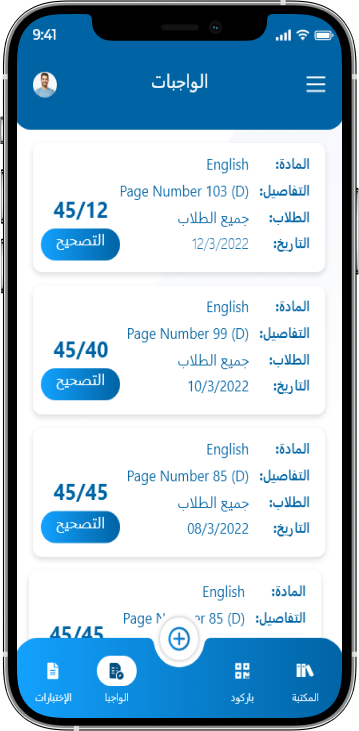 9:41
الواجبات
المادة: English
التفاصيل: Page Number 103 (D)
الطلاب: جميع الطلاب
التاريخ: 12/3/2022
45/12
التصحيح
المادة: English
التفاصيل: Page Number 99 (D)
الطلاب: جميع الطلاب
التاريخ: 10/3/2022
45/40
التصحيح
المادة: English
التفاصيل: Page Number 85 (D)
الطلاب: جميع الطلاب
التاريخ: 08/3/2022
45/45
التصحيح
المادة: English
التفاصيل: Page N r 85 (D)
45/45
المكتبة
باركود
الواجبا
الإختبارات